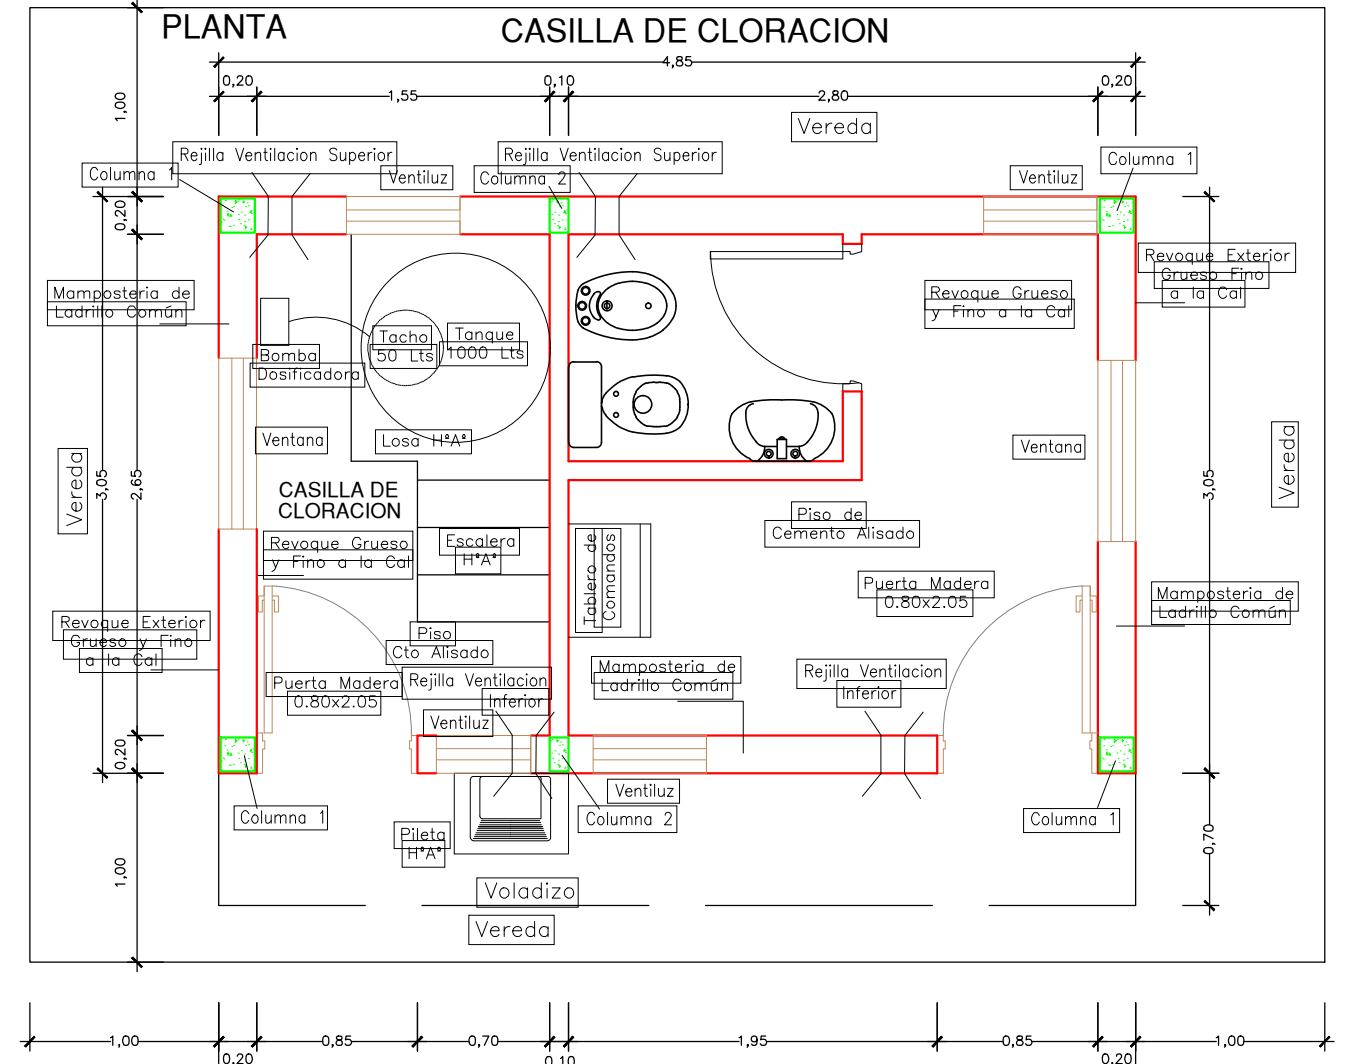 PLANTA
CASILLA DE CLORACION
4,85
0,20
0,10
0,20
1,55
2,80
1,00
Vereda
Rejilla Ventilacion Superior
Rejilla Ventilacion Superior
Columna 1
Ventiluz
Columna 2
Ventiluz
Columna 1
0,20
Revoque Exterior
Grueso Fino
a la Cal
Mamposteria de
Ladrillo Común
Revoque Grueso
y Fino a la Cal
Tacho
50 Lts
Tanque
1000 Lts
Bomba
Dosificadora
Ventana
Losa HªAª
Ventana
Vereda
3,05
2,65
3,05
Vereda
CASILLA DE
CLORACION
Piso de
Cemento Alisado
Revoque Grueso
y Fino a la Cal
Escalera
HªAª
Tablero de
Comandos
Puerta Madera
0.80x2.05
Mamposteria de
Ladrillo Común
Revoque Exterior
Grueso y Fino
a la Cal
Piso
Cto Alisado
Puerta Madera
0.80x2.05
Rejilla Ventilacion
Inferior
Mamposteria de
Ladrillo Común
Rejilla Ventilacion
Inferior
Ventiluz
0,20
Ventiluz
Columna 1
Columna 2
Columna 1
Pileta
HªAª
0,70
1,00
Voladizo
Vereda
1,00
0,20
0,85
0,70
0,10
1,95
0,85
0,20
1,00